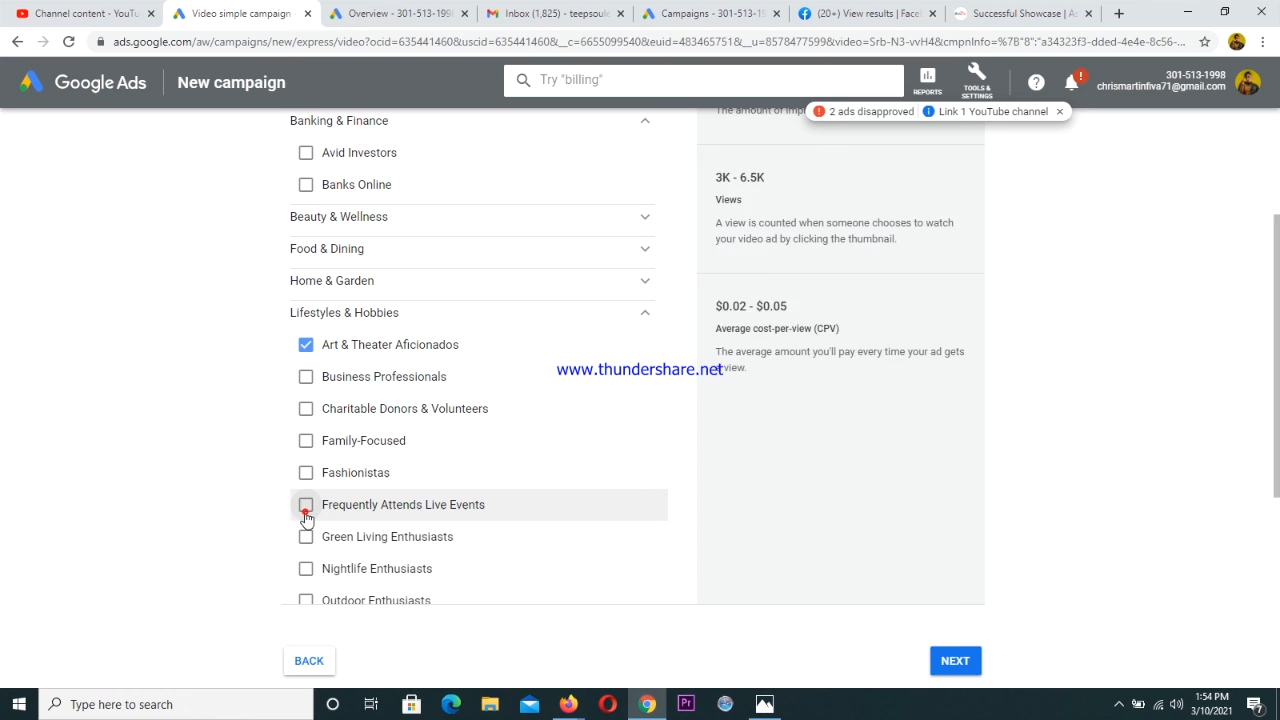 Channel content - YouTu
Video simple campaign
Overview - 301-513-199
Inbox (1,825) - teepsoule
Campaigns - 301-513-19
(20+) View results | Face
Successful Showcase | As
ads.google.com/aw/campaigns/new/express/video?ocid=635441460&uscid=635441460&__c=6655099540&euid=483465751&__u=8578477599&video=Srb-N3-vvH4&cmpnInfo=%7B"8"%3A"a34323f3-dded-4e4e-8c56-...
Google Ads
New campaign
Try "billing"
REPORTS
TOOLS &
SETTINGS
301-513-1998
chrismartinfiva71@gmail.com
2 ads disapproved
Link 1 YouTube channel
The amount of imp
Banking & Finance
Avid Investors
Banks Online
Beauty & Wellness
Food & Dining
Home & Garden
Lifestyles & Hobbies
Art & Theater Aficionados
Business Professionals
Charitable Donors & Volunteers
Family-Focused
Fashionistas
Frequently Attends Live Events
Green Living Enthusiasts
Nightlife Enthusiasts
Outdoor Enthusiasts
3K - 6.5K
Views
A view is counted when someone chooses to watch
your video ad by clicking the thumbnail.
$0.02 - $0.05
Average cost-per-view (CPV)
The average amount you'll pay every time your ad gets
view.
www.thundershare.net
BACK
NEXT
Type here to search
1:54 PM
3/10/2021